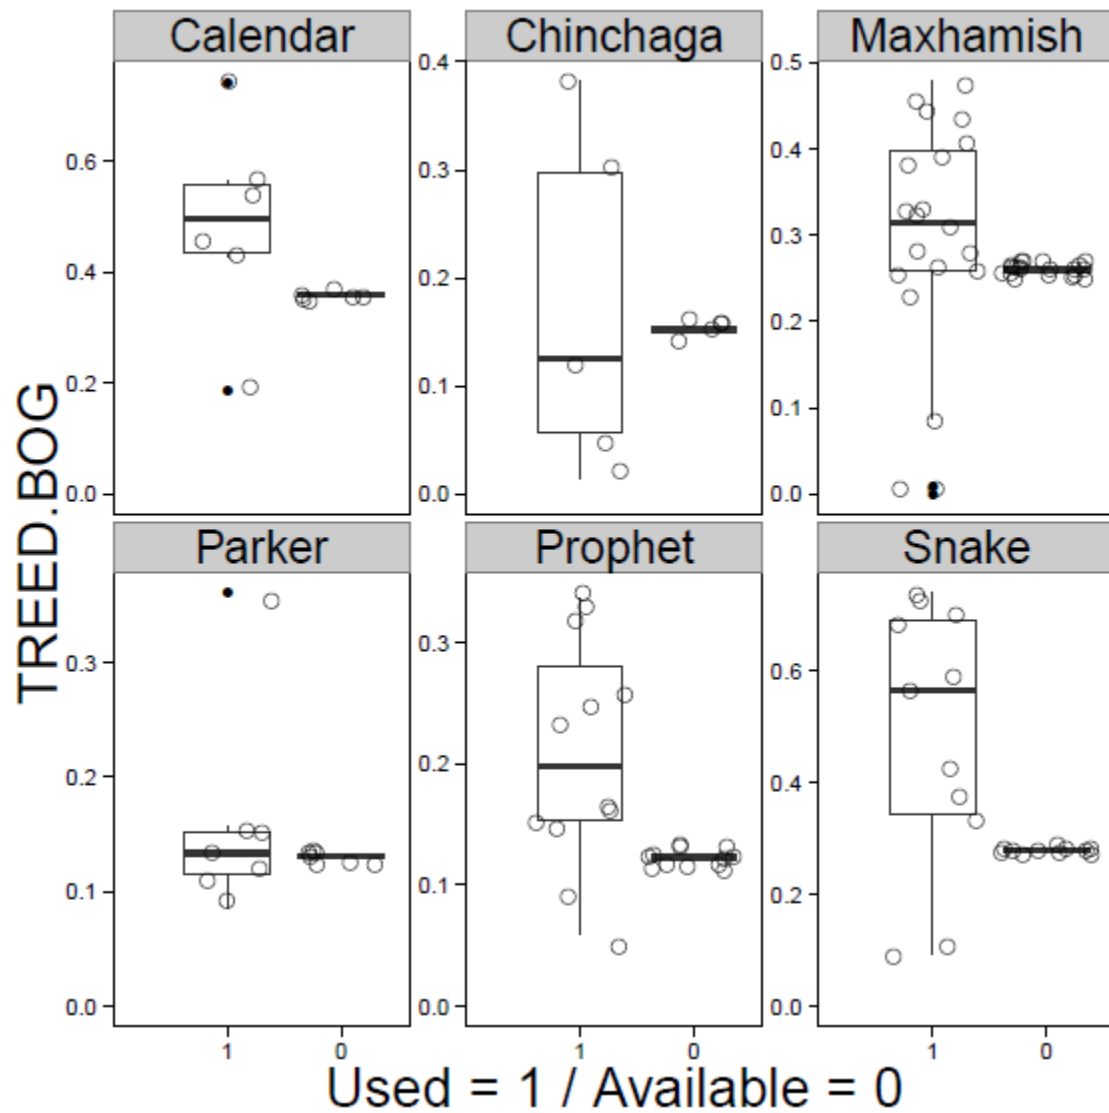 Calendar Chinchaga Maxhamish
0.4 0.5
0.6 0.3 0.4
0.4 0.2 0.3
0.2 0.1 0.2
0.1
0.0 0.0 0.0
TREED.BOG
Parker Prophet Snake
0.3 0.3 0.6
0.2 0.2 0.4
0.1 0.1 0.2
0.0 0.0 0.0
1 0 1 0 1 0
Used = 1 / Available = 0